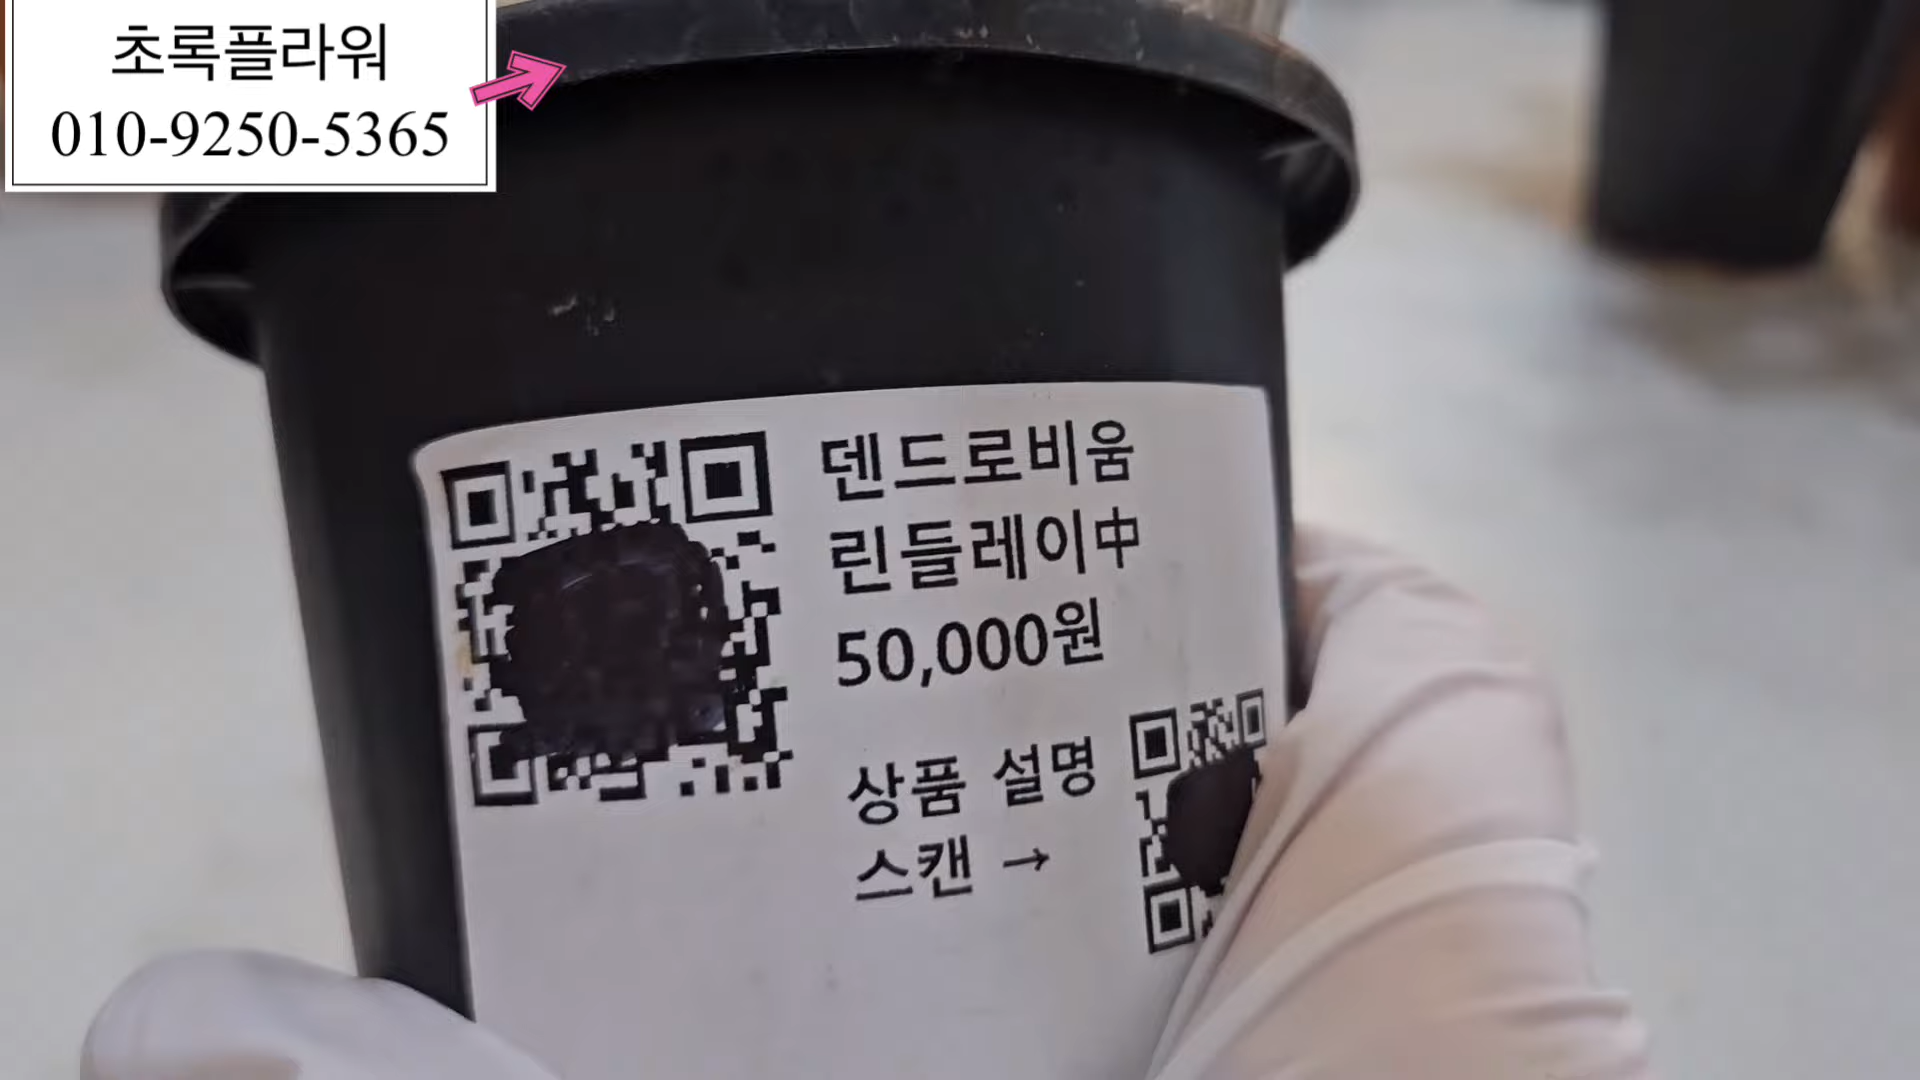 초록플라워
010-9250-5365
덴드로비움
린들레이中
50,000원
상품 설명
스캔 →